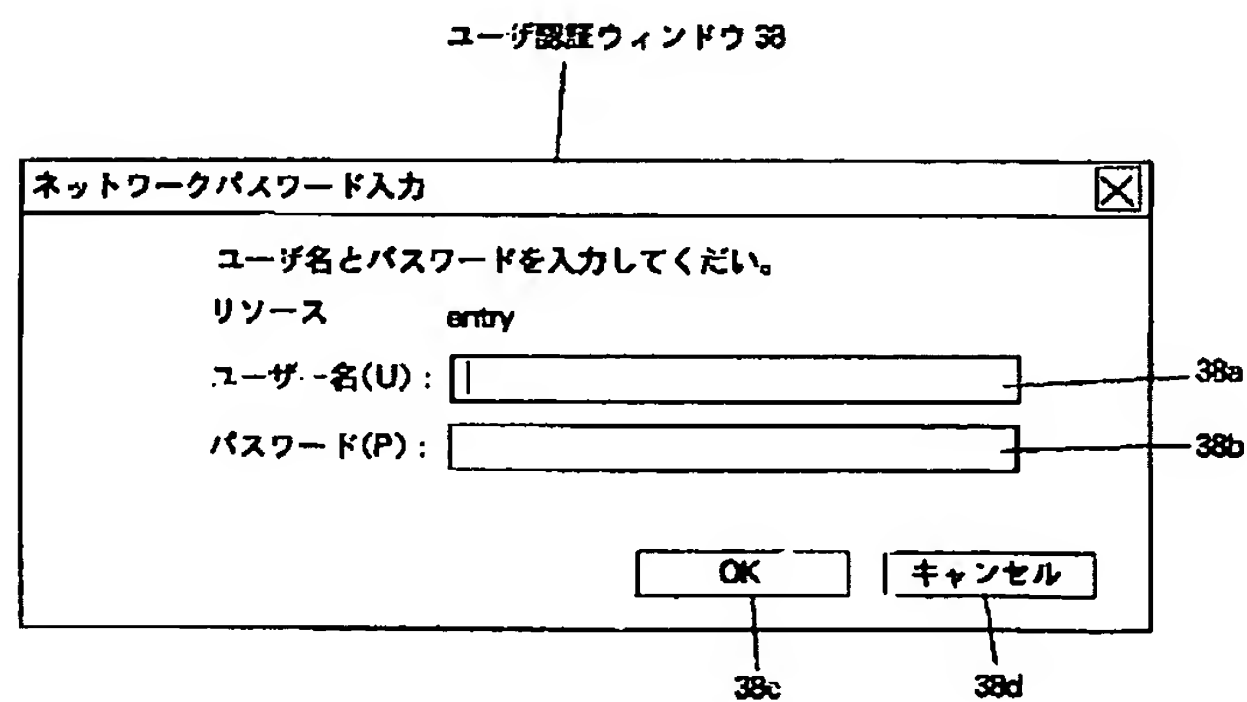 ユーザ認証ウィンドウ 38
ネットワークパスワード入力
ユーザ名とパスワードを入力してくだい。
リソース entry
ユーザー名(U) : 38a
パスワード(P) : 38b
OK キャンセル
38c 38d